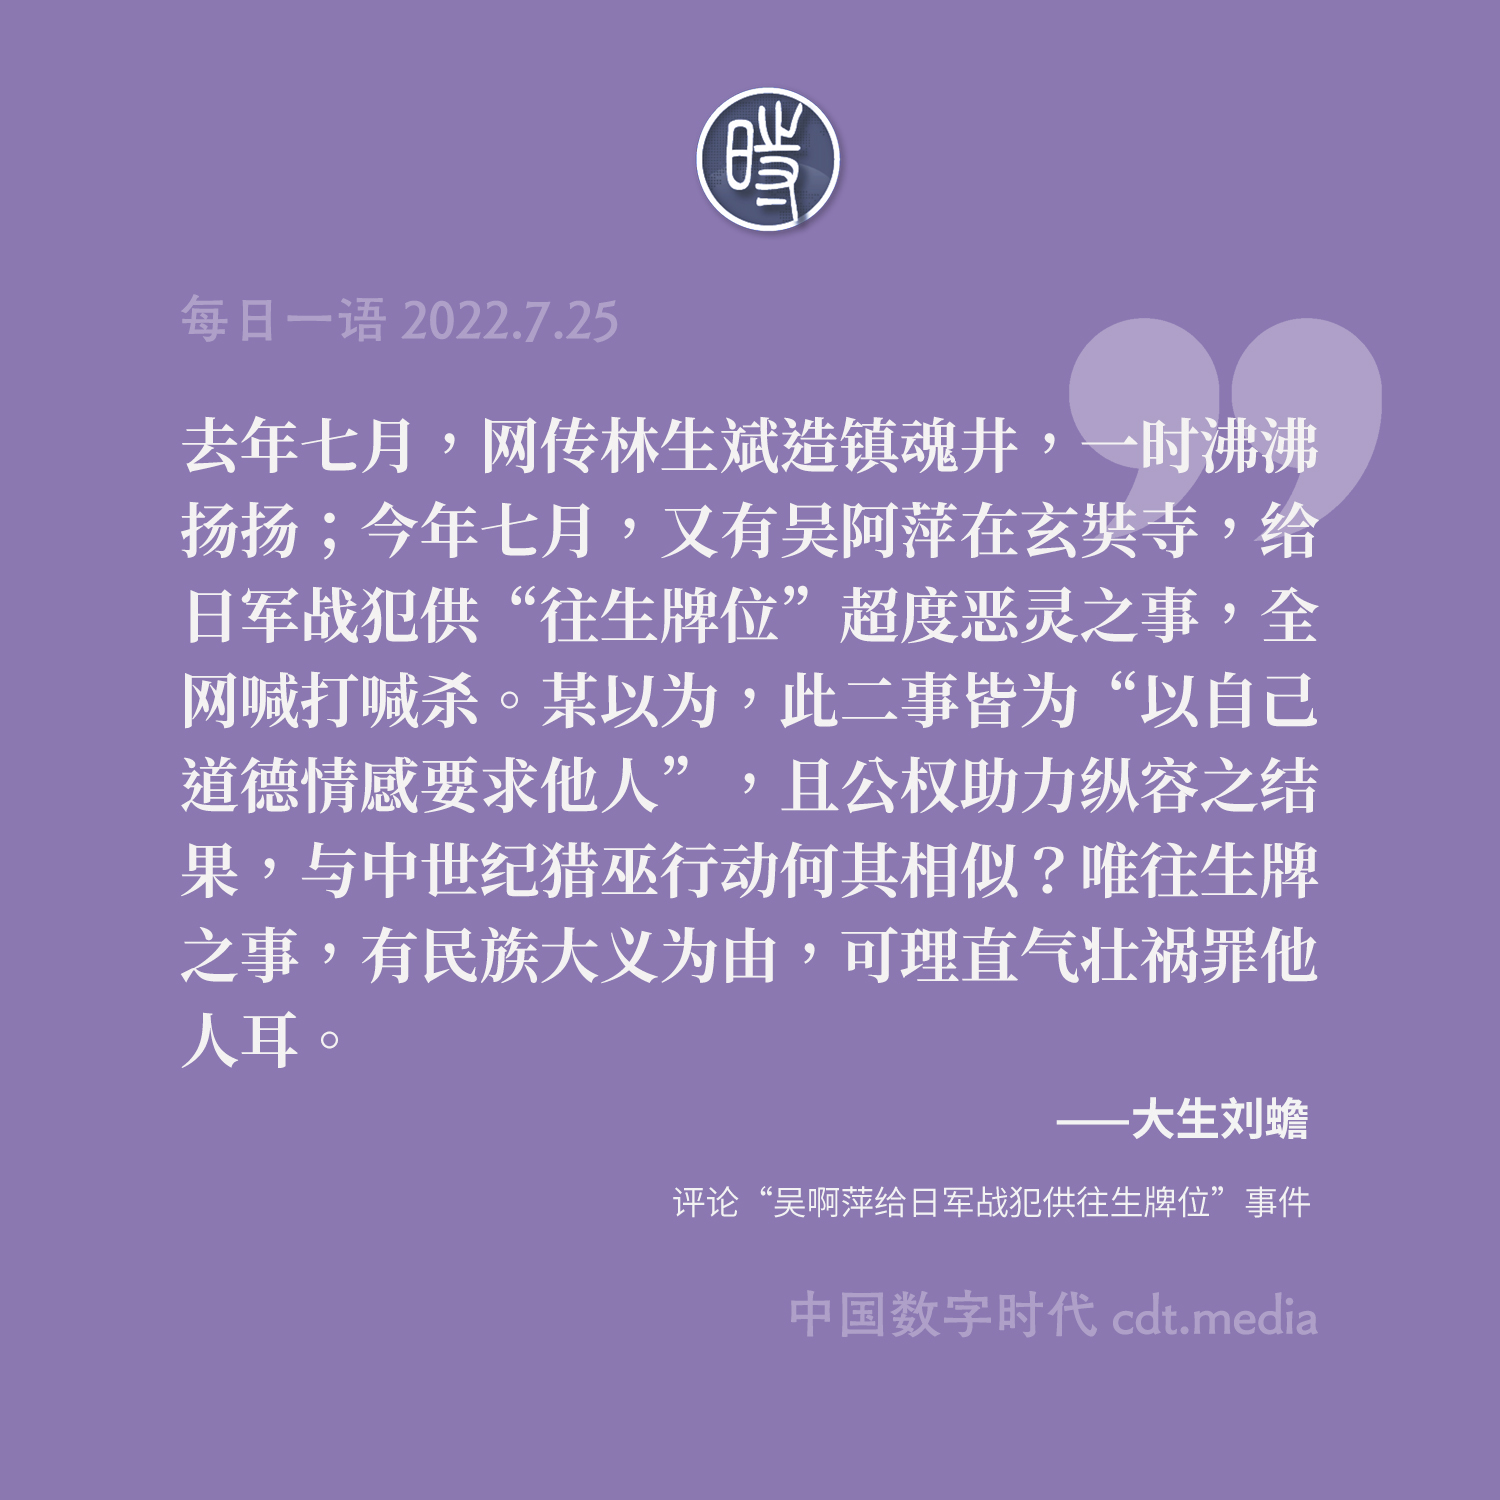 時
每日一语 2022.7.25
去年七月，网传林生斌造镇魂井，一时沸沸
扬扬；今年七月，又有吴阿萍在玄奘寺，给
日军战犯供“往生牌位”超度恶灵之事，全
网喊打喊杀。某以为，此二事皆为“以自己
道德情感要求他人”，且公权助力纵容之结
果，与中世纪猎巫行动何其相似？唯往生牌
之事，有民族大义为由，可理直气壮祸罪他
人耳。
——大生刘蟾
评论“吴啊萍给日军战犯供往生牌位”事件
中国数字时代 cdt.media